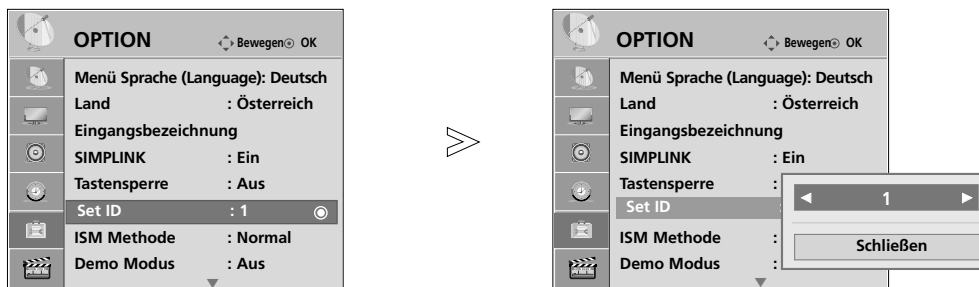 OPTION Bewegen OK
Menü Sprache (Language): Deutsch
Land : Österreich
Eingangsbezeichnung
SIMPLINK : Ein
Tastensperre : Aus
Set ID : 1
ISM Methode : Normal
Demo Modus : Aus
OPTION Bewegen OK
Menü Sprache (Language): Deutsch
Land : Österreich
Eingangsbezeichnung
SIMPLINK : Ein
Tastensperre :
Set ID
ISM Methode :
Demo Modus :
1
Schließen